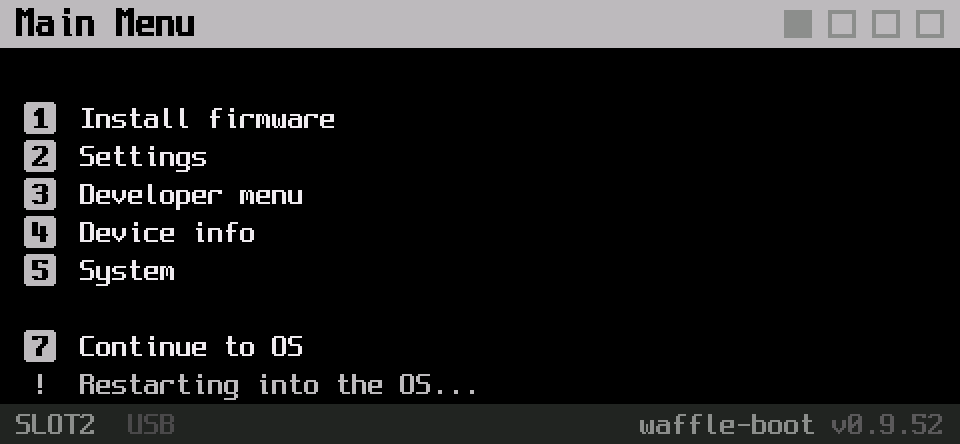 Main Menu
1 Install firmware
2 Settings
3 Developer menu
4 Device info
5 System
7 Continue to OS
! Restarting into the OS...
SLOT2 USB waffle-boot v0.9.52